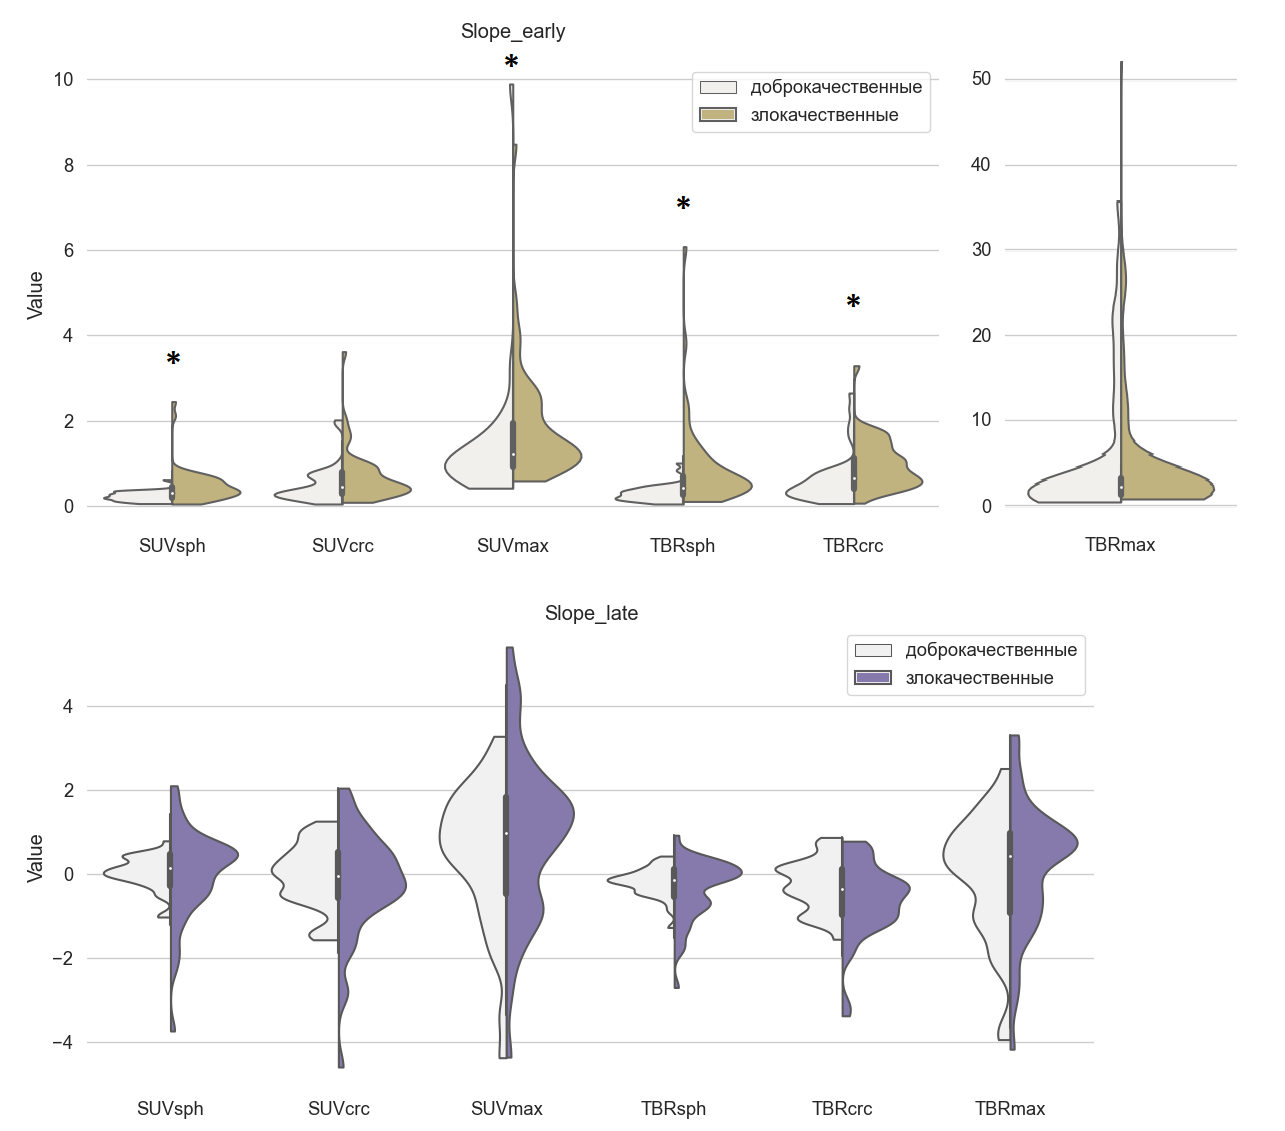 Slope_early
*
доброкачественные
злокачественные
*
*
*
Value
10
8
6
4
2
0
SUVsph
SUVcrc
SUVmax
TBRsph
TBRcrc
50
40
30
20
10
0
TBRmax
Slope_late
доброкачественные
злокачественные
Value
4
2
0
−2
−4
SUVsph
SUVcrc
SUVmax
TBRsph
TBRcrc
TBRmax